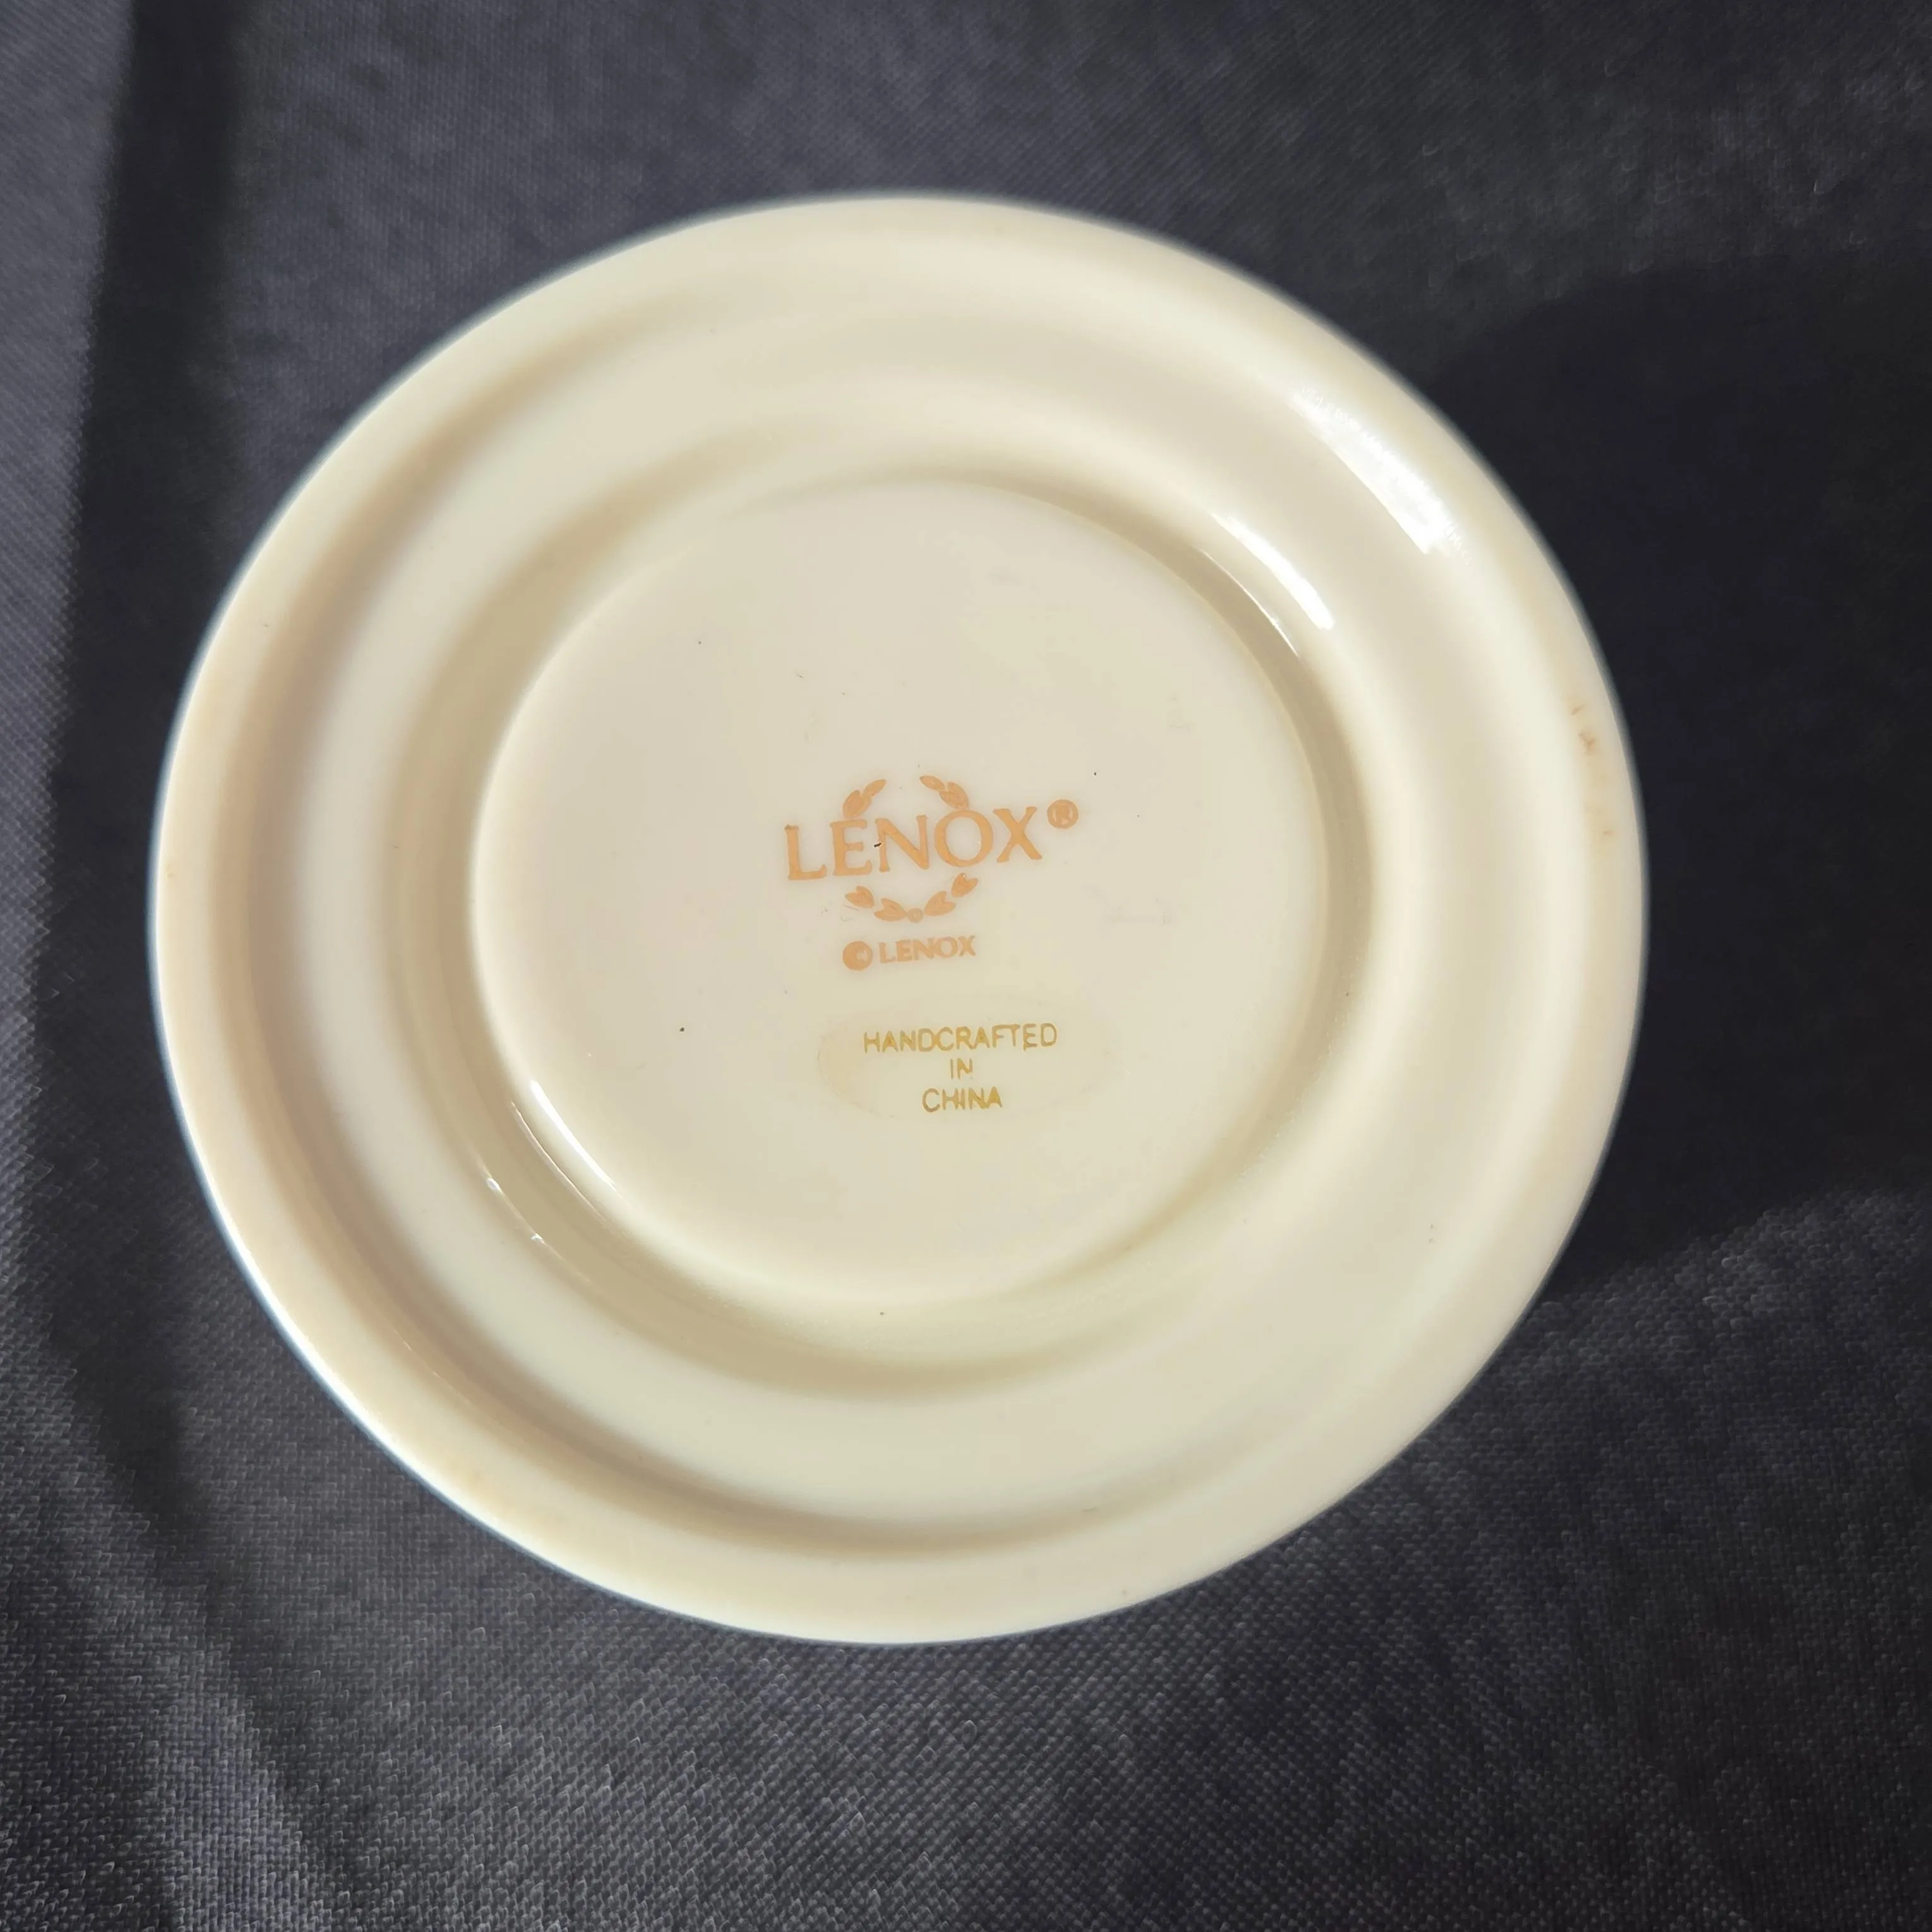 LENOX®
© LENOX
HANDCRAFTED
IN
CHINA